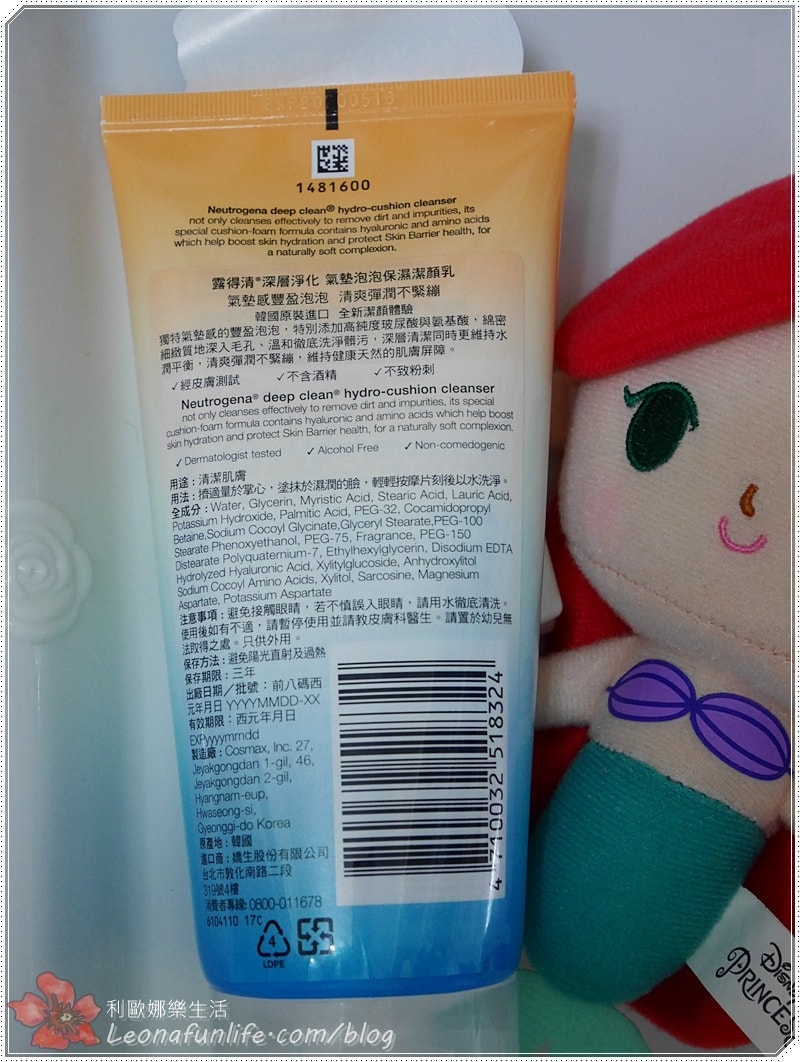 1481600
Neutrogena deep clean® hydro-cushion cleanser
not only cleanses effectively to remove dirt and impurities, its
special cushion-foam formula contains hyaluronic and amino acids
which help boost skin hydration and protect Skin Barrier health, for
a naturally soft complexion.
露得清®深層淨化 氣墊泡泡保濕潔顏乳
氣墊感豐盈泡泡 清爽彈潤不緊繃
韓國原裝進口 全新潔顏體驗
獨特氣墊感的豐盈泡泡，特別添加高純度玻尿酸與氨基酸，綿密
細緻質地深入毛孔、溫和徹底洗淨髒污，深層清潔同時更維持水
潤平衡，清爽彈潤不緊繃，維持健康天然的肌膚屏障。
✓經皮膚測試 ✓不含酒精 ✓不致粉刺
Neutrogena® deep clean® hydro-cushion cleanser
not only cleanses effectively to remove dirt and impurities, its special
cushion-foam formula contains hyaluronic and amino acids which help boost
skin hydration and protect Skin Barrier health, for a naturally soft complexion.
✓Dermatologist tested ✓Alcohol Free ✓Non-comedogenic
用途：清潔肌膚
用法：擠適量於掌心，塗抹於濕潤的臉，輕輕按摩片刻後以水洗淨。
全成分：Water, Glycerin, Myristic Acid, Stearic Acid, Lauric Acid,
Potassium Hydroxide, Palmitic Acid, PEG-32, Cocamidopropyl
Betaine,Sodium Cocoyl Glycinate,Glyceryl Stearate,PEG-100
Stearate Phenoxyethanol, PEG-75, Fragrance, PEG-150
Distearate Polyquaternium-7, Ethylhexylglycerin, Disodium EDTA
Hydrolyzed Hyaluronic Acid, Xylitylglucoside, Anhydroxylitol
Sodium Cocoyl Amino Acids, Xylitol, Sarcosine, Magnesium
Aspartate, Potassium Aspartate
注意事項：避免接觸眼睛，若不慎誤入眼睛，請用水徹底清洗。
使用後如有不適，請暫停使用並請教皮膚科醫生。請置於幼兒無
法取得之處。只供外用。
保存方法：避免陽光直射及過熱
保存期限：三年
出廠日期／批號：前八碼西
元年月日 YYYYMMDD-XX
有效期限：西元年月日
EXPyyyymmdd
製造廠：Cosmax, Inc. 27,
Jeyakgongdan 1-gil, 46,
Jeyakgongdan 2-gil,
Hyangnam-eup,
Hwaseong-si,
Gyeonggi-do Korea
原產地：韓國
進口商：嬌生股份有限公司
台北市敦化南路二段
319號4樓
消費者專線：0800-011678
6104110 17C
4 710032 518324
4
LDPE
Disney
PRINCESS
利歐娜樂生活
Leonafunlife.com/blog